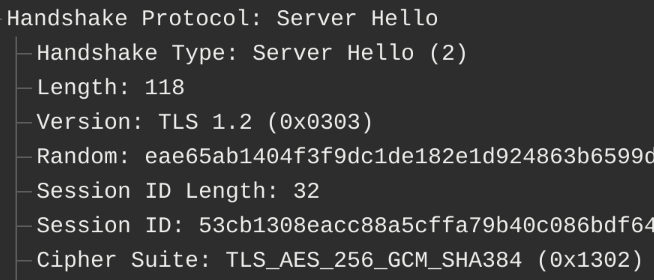 Handshake Protocol: Server Hello
Handshake Type: Server Hello (2)
Length: 118
Version: TLS 1.2 (0x0303)
Random: eae65ab1404f3f9dc1de182e1d924863b6599d
Session ID Length: 32
Session ID: 53cb1308eacc88a5cffa79b40c086bdf64
Cipher Suite: TLS_AES_256_GCM_SHA384 (0x1302)